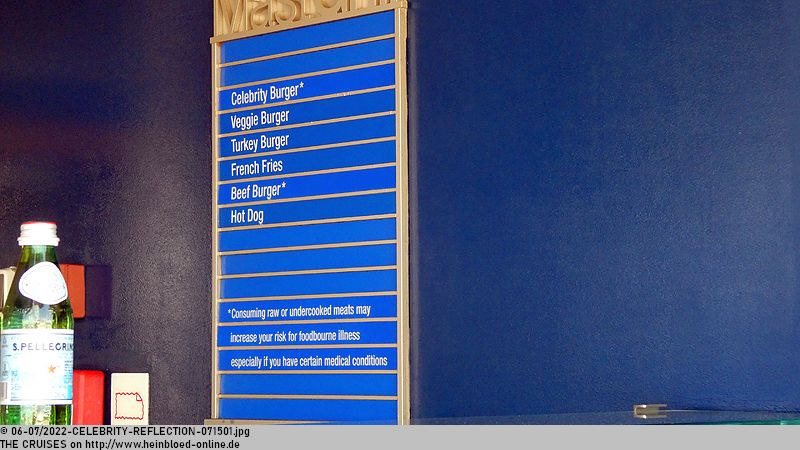 Celebrity Burger*
Veggie Burger
Turkey Burger
French Fries
Beef Burger*
Hot Dog
*Consuming raw or undercooked meats may
increase your risk for foodbourne illness
especially if you have certain medical conditions
S.PELLEGRINO
© 06-07/2022-CELEBRITY-REFLECTION-071501.jpg
THE CRUISES on http://www.heinbloed-online.de